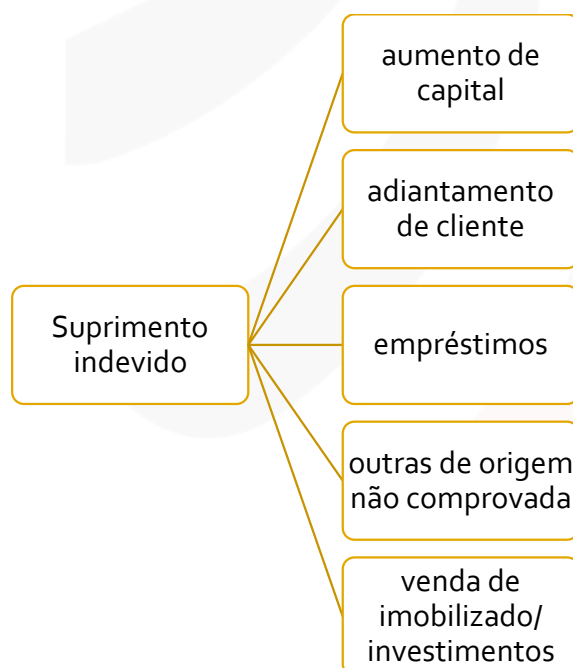 aumento de
capital
adiantamento
de cliente
Suprimento
indevido
empréstimos
outras de origem
não comprovada
venda de
imobilizado/
investimentos